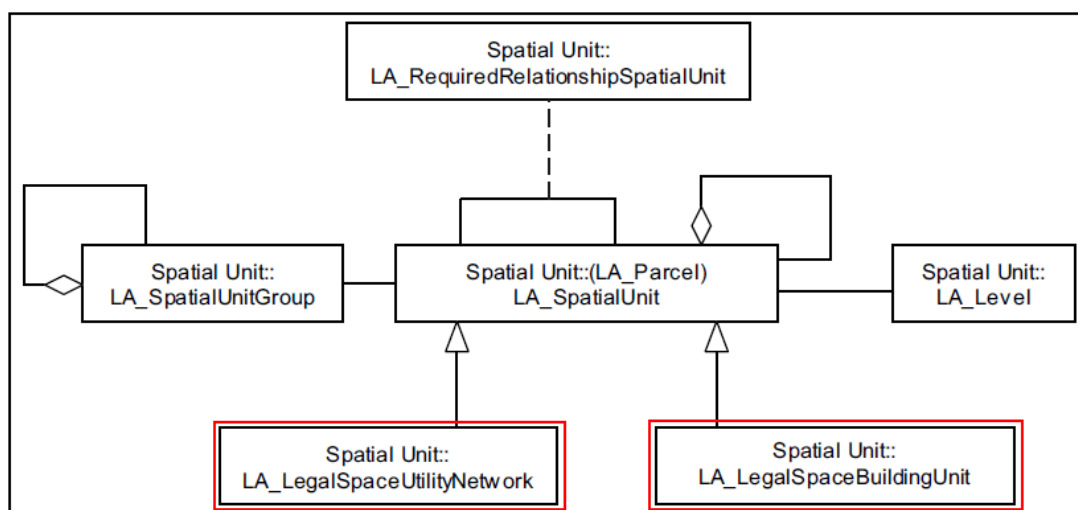 Spatial Unit::
LA_RequiredRelationshipSpatialUnit
Spatial Unit::
LA_SpatialUnitGroup
Spatial Unit::(LA_Parcel)
LA_SpatialUnit
Spatial Unit::
LA_Level
Spatial Unit::
LA_LegalSpaceUtilityNetwork
Spatial Unit::
LA_LegalSpaceBuildingUnit